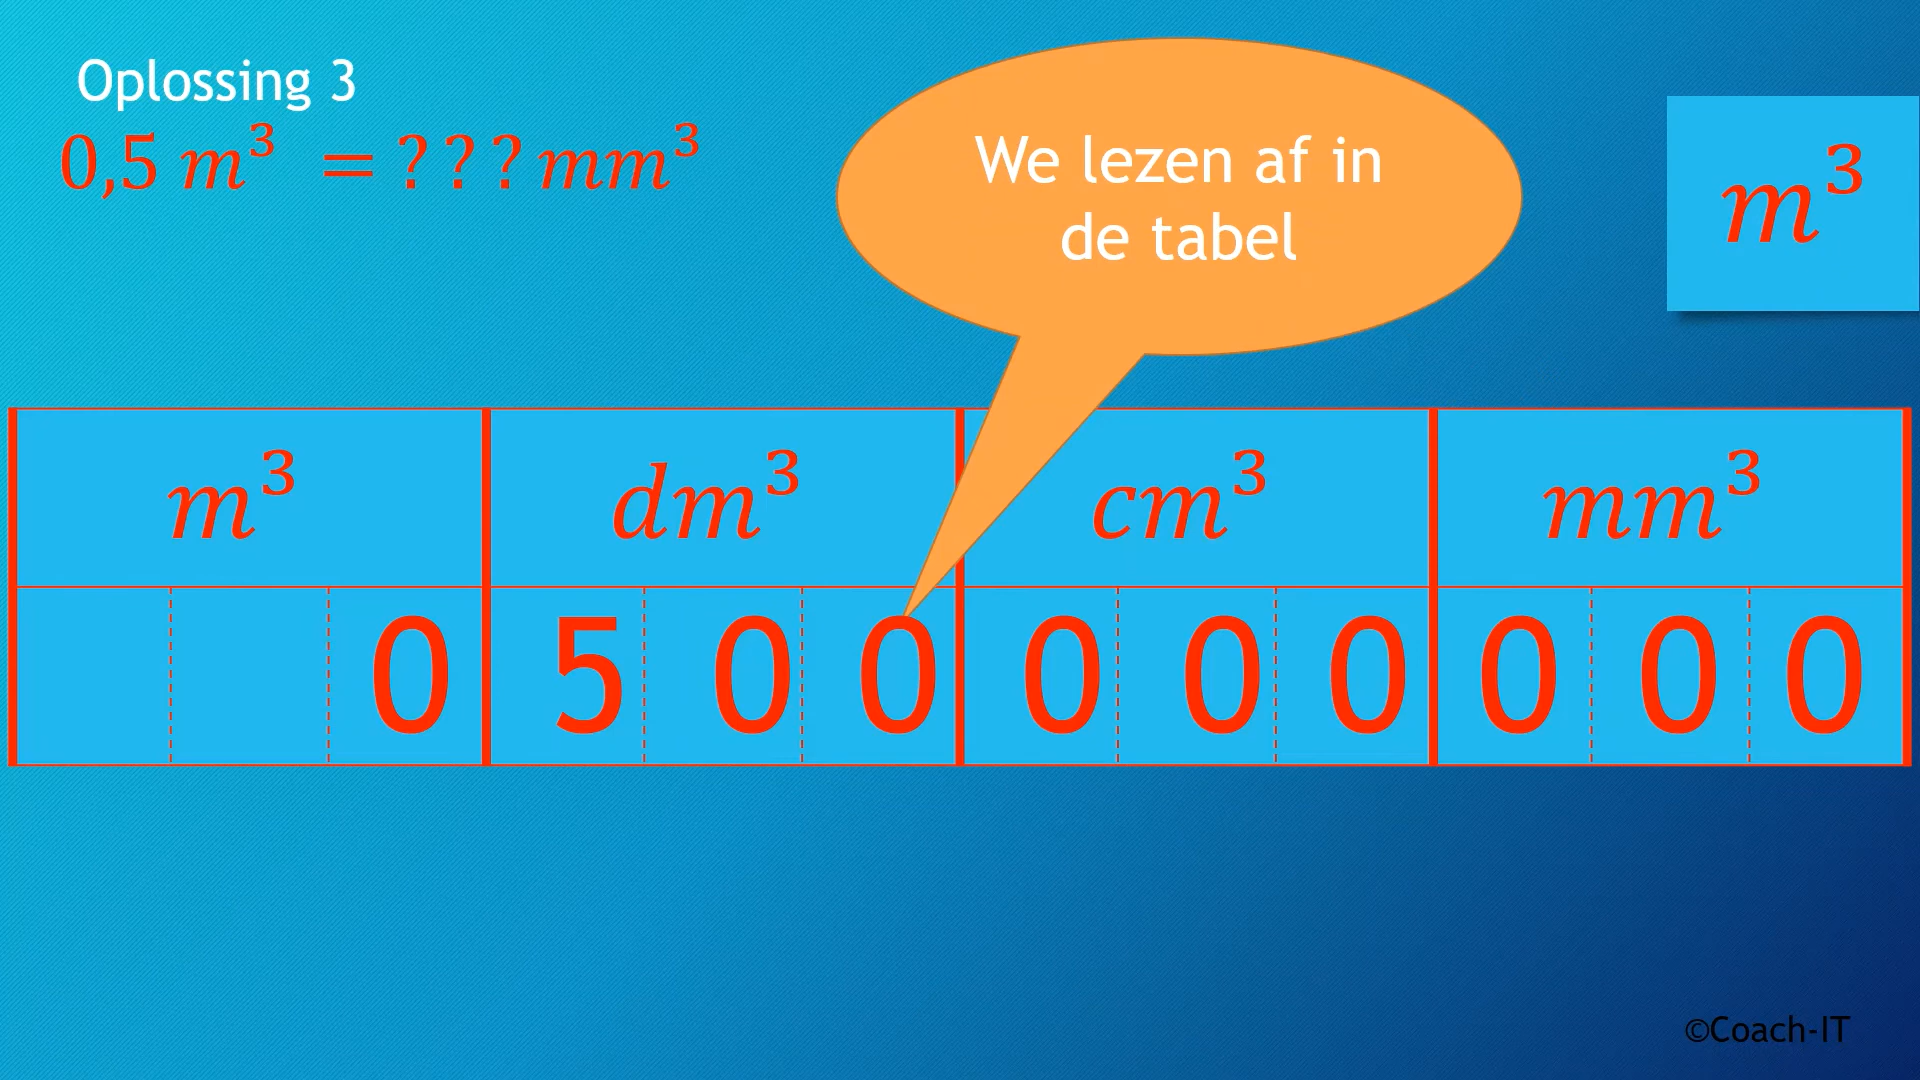 Oplossing 3
0,5 m³ = ???mm³
We lezen af in
de tabel
m³
m³ dm³ cm³ mm³
0 5 0 0 0 0 0 0 0 0
©Coach-IT